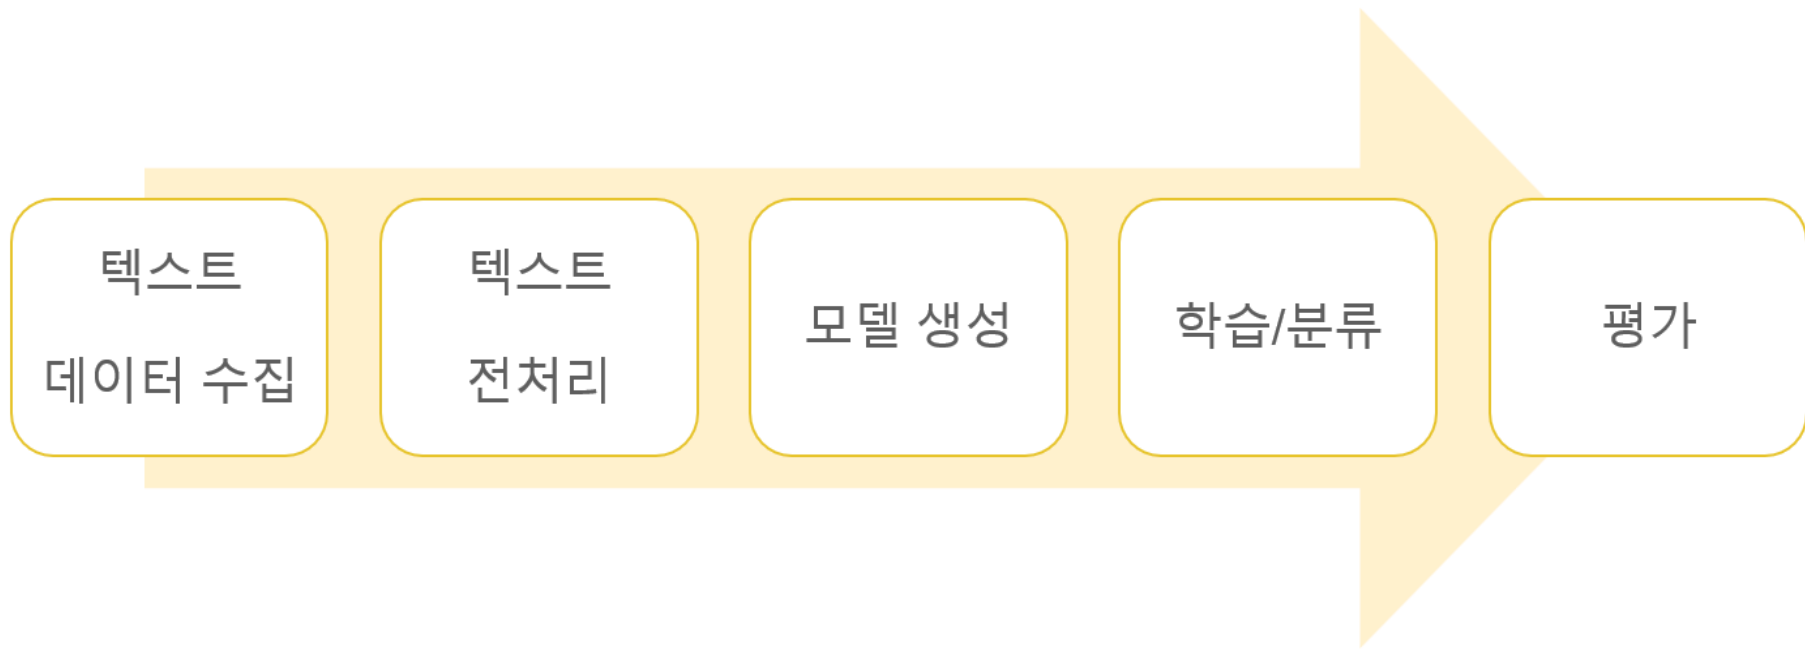 텍스트
데이터 수집
텍스트
전처리
모델 생성
학습/분류
평가